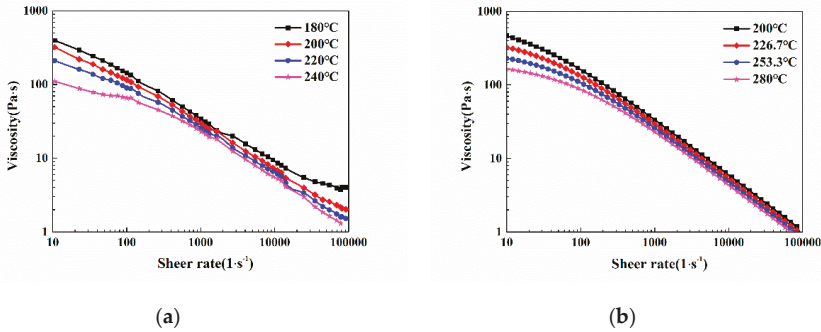 (a)
1000
100
10
1
Viscosity(Pa·s)
10 100 1000 10000 100000
Sheer rate(1·s⁻¹)
180°C
200°C
220°C
240°C
(b)
1000
100
10
1
Viscosity(Pa·s)
10 100 1000 10000 100000
Sheer rate(1·s⁻¹)
200°C
226.7°C
253.3°C
280°C
(a)
(b)